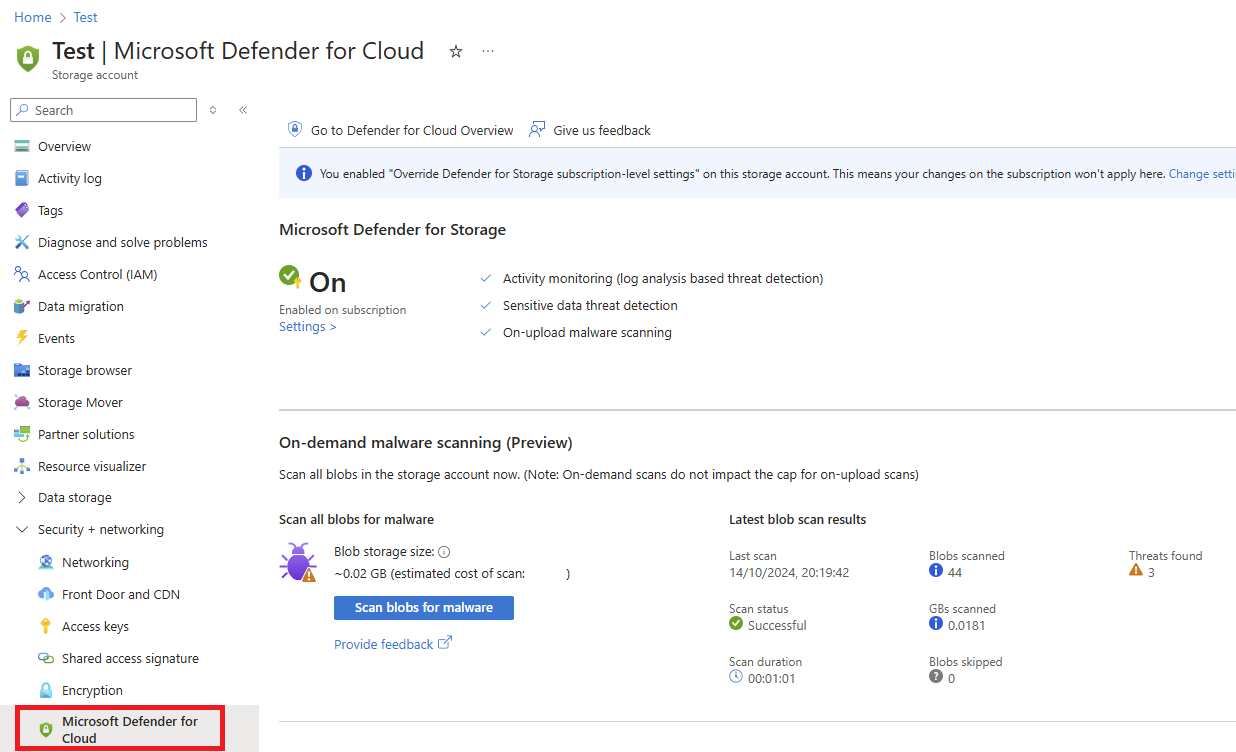 Home > Test
Test | Microsoft Defender for Cloud ☆ ...
Storage account
Search
Overview
Activity log
Tags
Diagnose and solve problems
Access Control (IAM)
Data migration
Events
Storage browser
Storage Mover
Partner solutions
Resource visualizer
Data storage
Security + networking
Networking
Front Door and CDN
Access keys
Shared access signature
Encryption
Microsoft Defender for
Cloud
Go to Defender for Cloud Overview Give us feedback
You enabled "Override Defender for Storage subscription-level settings" on this storage account. This means your changes on the subscription won't apply here. Change setti
Microsoft Defender for Storage
On
Enabled on subscription
Settings >
Activity monitoring (log analysis based threat detection)
Sensitive data threat detection
On-upload malware scanning
On-demand malware scanning (Preview)
Scan all blobs in the storage account now. (Note: On-demand scans do not impact the cap for on-upload scans)
Scan all blobs for malware
Blob storage size:
~0.02 GB (estimated cost of scan: )
Scan blobs for malware
Provide feedback
Latest blob scan results
Last scan
14/10/2024, 20:19:42
Blobs scanned
44
Threats found
3
Scan status
Successful
GBs scanned
0.0181
Scan duration
00:01:01
Blobs skipped
0